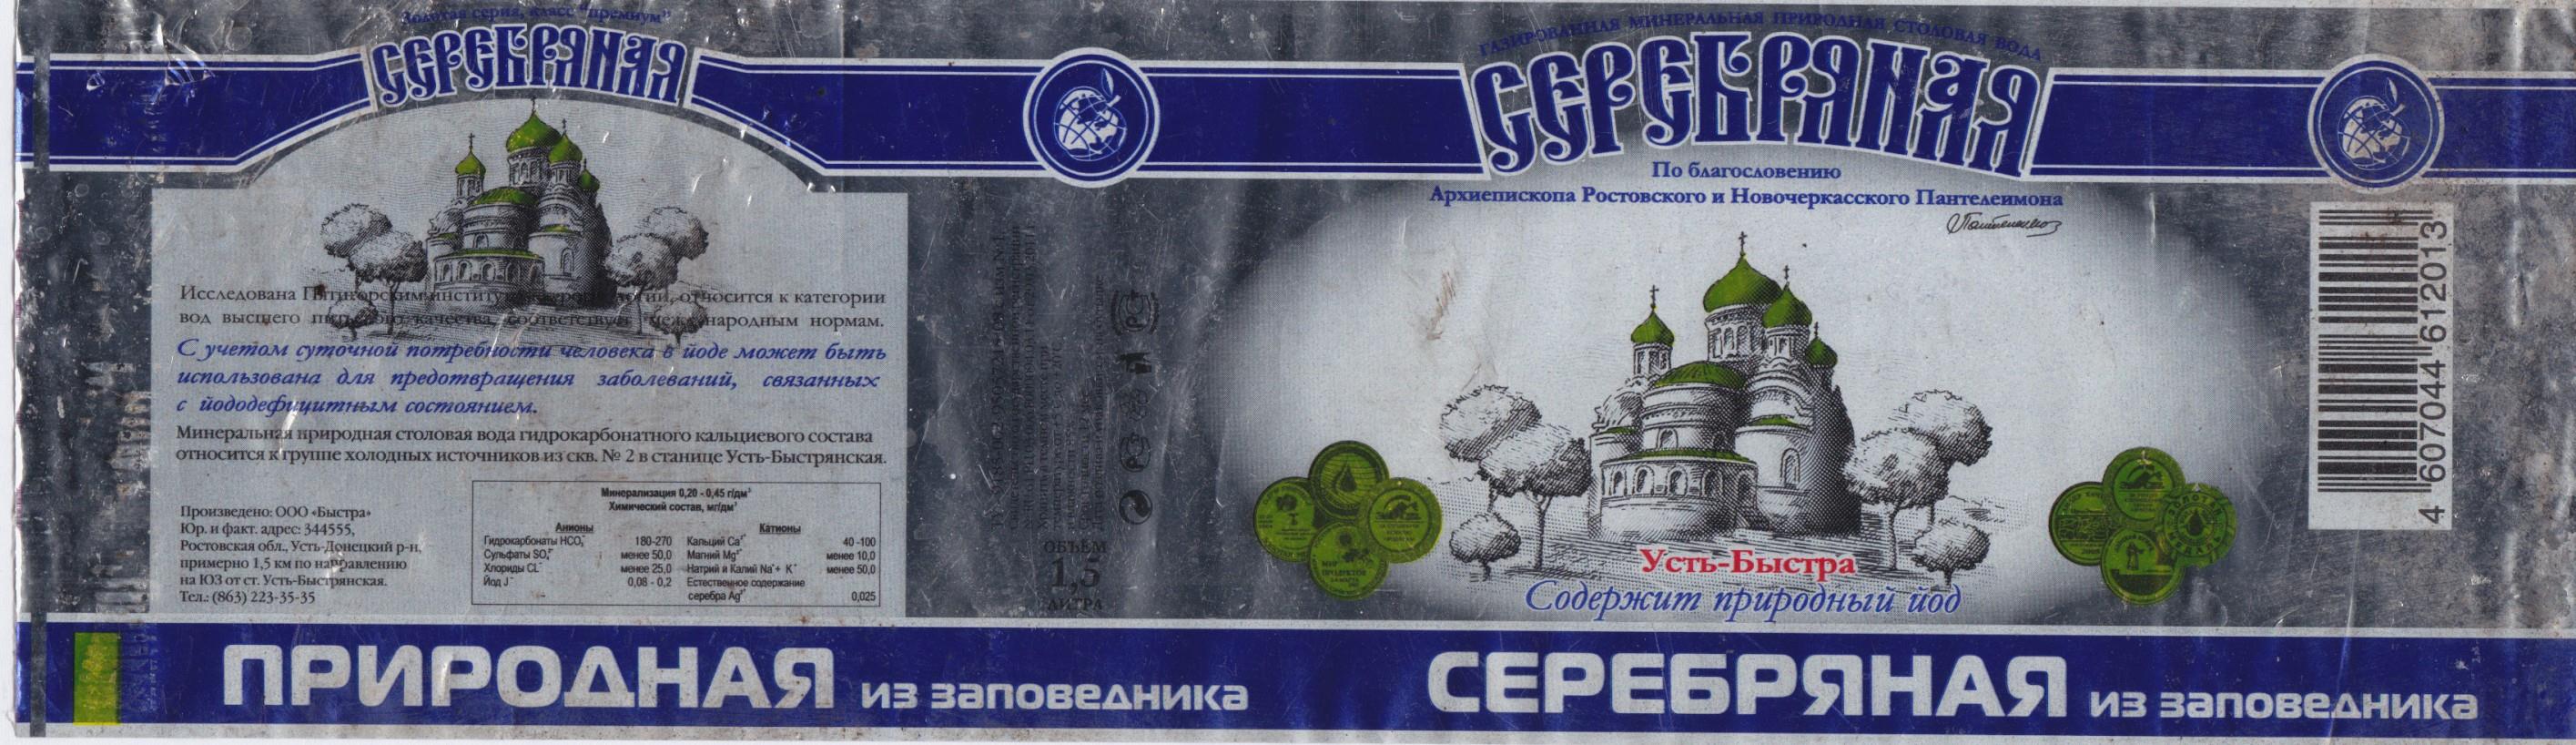 Золотая серия, класс "премиум"
СЕРЕБРЯНАЯ
Исследована Пятигорским институтом курортологии, относится к категории
вод высшего питьевого качества, соответствует международным нормам.
С учетом суточной потребности человека в йоде может быть
использована для предотвращения заболеваний, связанных
с йододефицитным состоянием.
Минеральная природная столовая вода гидрокарбонатного кальциевого состава
относится к группе холодных источников из скв. № 2 в станице Усть-Быстрянская.
Произведено: ООО «Быстра»
Юр. и факт. адрес: 344555,
Ростовская обл., Усть-Донецкий р-н,
примерно 1,5 км по направлению
на ЮЗ от ст. Усть-Быстрянская.
Тел.: (863) 223-35-35
Минерализация 0,20 - 0,45 г/дм³
Химический состав, мг/дм³
Анионы Катионы
Гидрокарбонаты HCO₃⁻ 180-270 Кальций Ca²⁺ 40 -100
Сульфаты SO₄²⁻ менее 50,0 Магний Mg²⁺ менее 10,0
Хлориды CL⁻ менее 25,0 Натрий и Калий Na⁺+ K⁺ менее 50,0
Йод J⁻ 0,08 - 0,2 Естественное содержание
серебра Ag⁺ 0,025
ОБЪЕМ
1,5
ЛИТРА
ПРИРОДНАЯ из заповедника
ГАЗИРОВАННАЯ МИНЕРАЛЬНАЯ ПРИРОДНАЯ СТОЛОВАЯ ВОДА
СЕРЕБРЯНАЯ
По благословению
Архиепископа Ростовского и Новочеркасского Пантелеимона
Усть-Быстра
Содержит природный йод
СЕРЕБРЯНАЯ из заповедника
4 607044 612013